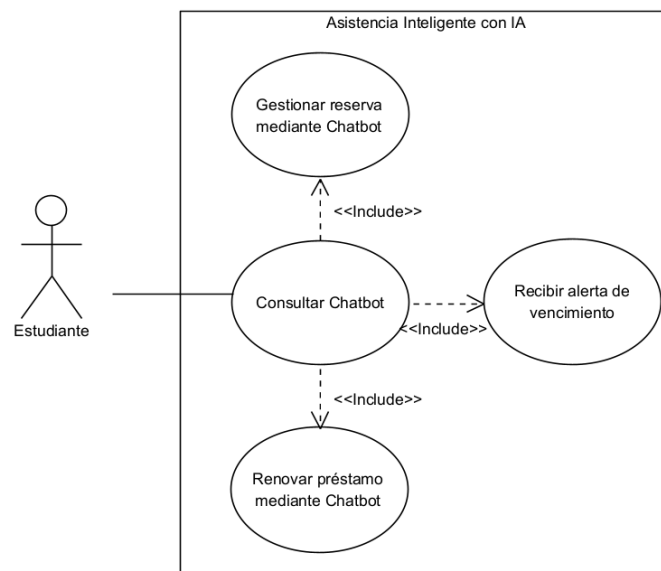 Asistencia Inteligente con IA
Gestionar reserva
mediante Chatbot
<<Include>>
Estudiante
Consultar Chatbot
<<Include>>
Recibir alerta de
vencimiento
<<Include>>
Renovar préstamo
mediante Chatbot